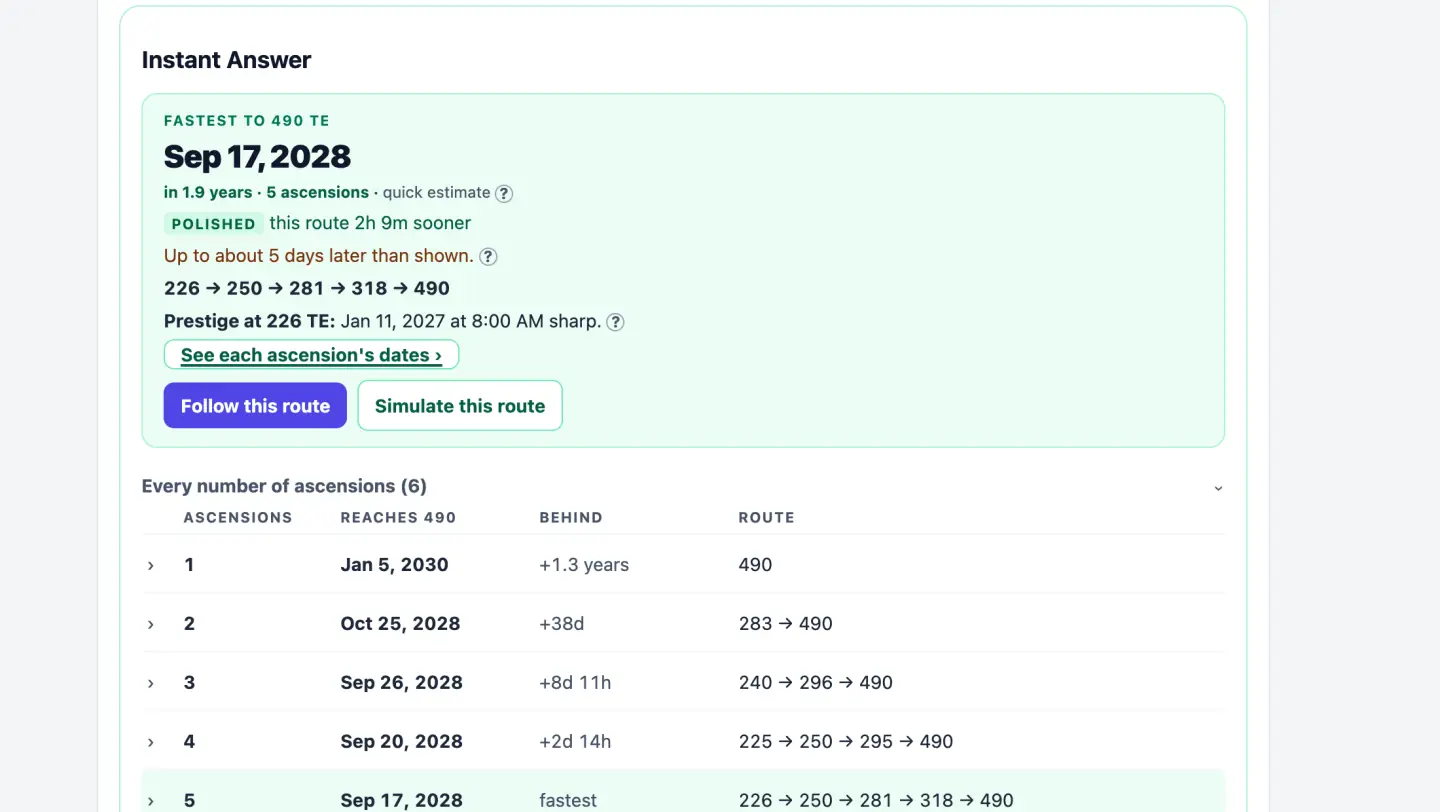 Instant Answer
FASTEST TO 490 TE
Sep 17, 2028
in 1.9 years · 5 ascensions · quick estimate ?
POLISHED this route 2h 9m sooner
Up to about 5 days later than shown. ?
226 → 250 → 281 → 318 → 490
Prestige at 226 TE: Jan 11, 2027 at 8:00 AM sharp. ?
See each ascension's dates ›
Follow this route Simulate this route
Every number of ascensions (6)
ASCENSIONS REACHES 490 BEHIND ROUTE
› 1 Jan 5, 2030 +1.3 years 490
› 2 Oct 25, 2028 +38d 283 → 490
› 3 Sep 26, 2028 +8d 11h 240 → 296 → 490
› 4 Sep 20, 2028 +2d 14h 225 → 250 → 295 → 490
› 5 Sep 17, 2028 fastest 226 → 250 → 281 → 318 → 490